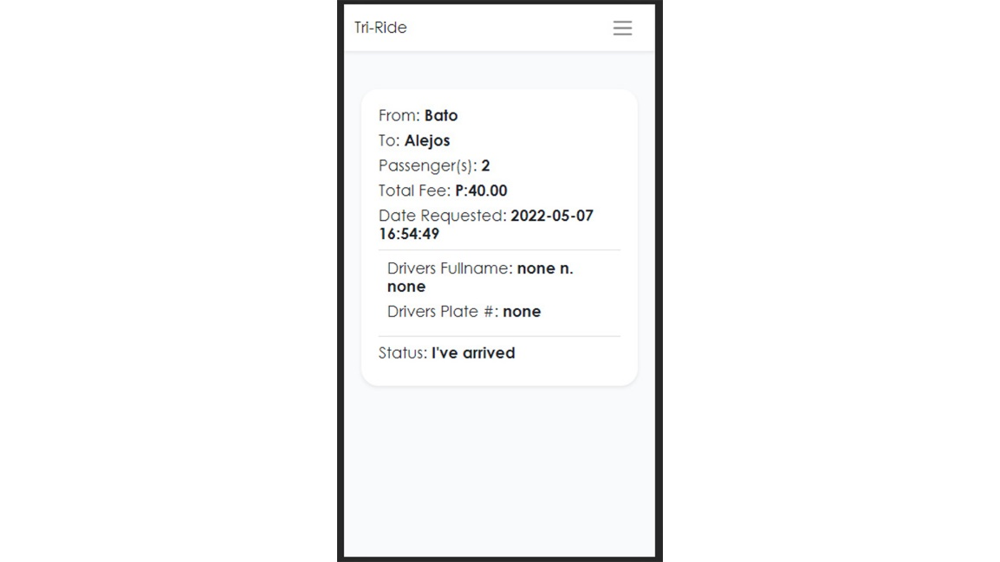 Tri-Ride
From: Bato
To: Alejos
Passenger(s): 2
Total Fee: P:40.00
Date Requested: 2022-05-07
16:54:49
Drivers Fullname: none n.
none
Drivers Plate #: none
Status: I've arrived